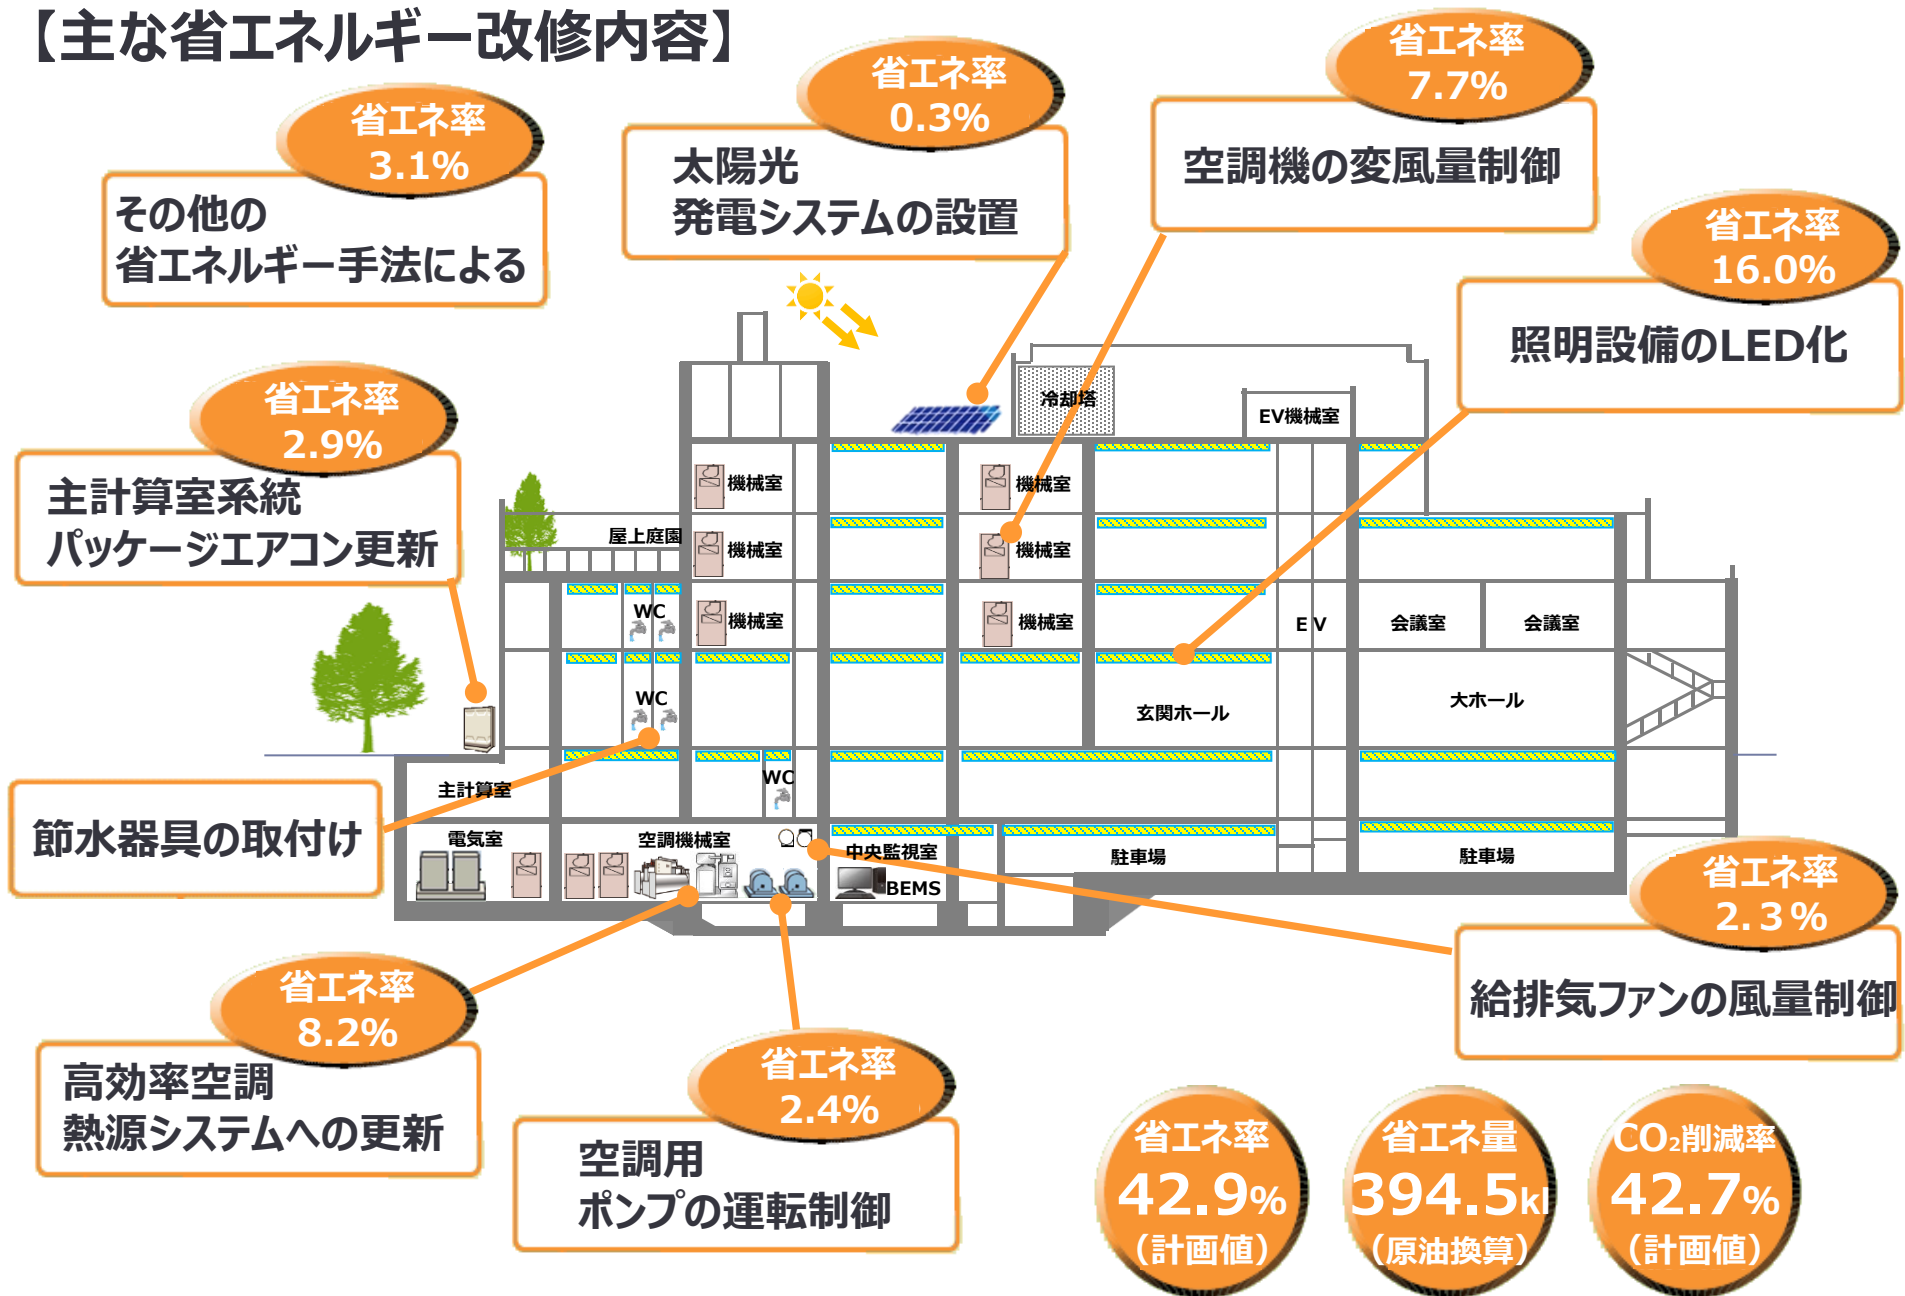 【主な省エネルギー改修内容】
省エネ率
3.1%
その他の
省エネルギー手法による
省エネ率
0.3%
太陽光
発電システムの設置
省エネ率
7.7%
空調機の変風量制御
省エネ率
16.0%
照明設備のLED化
省エネ率
2.9%
主計算室系統
パッケージエアコン更新
冷却塔
EV機械室
機械室
機械室
屋上庭園
機械室
機械室
WC
機械室
機械室
EV
会議室
会議室
WC
玄関ホール
大ホール
主計算室
WC
節水器具の取付け
電気室
空調機械室
中央監視室
BEMS
駐車場
駐車場
省エネ率
2.3%
給排気ファンの風量制御
省エネ率
8.2%
高効率空調
熱源システムへの更新
省エネ率
2.4%
空調用
ポンプの運転制御
省エネ率
42.9%
（計画値）
省エネ量
394.5kl
（原油換算）
CO₂削減率
42.7%
（計画値）